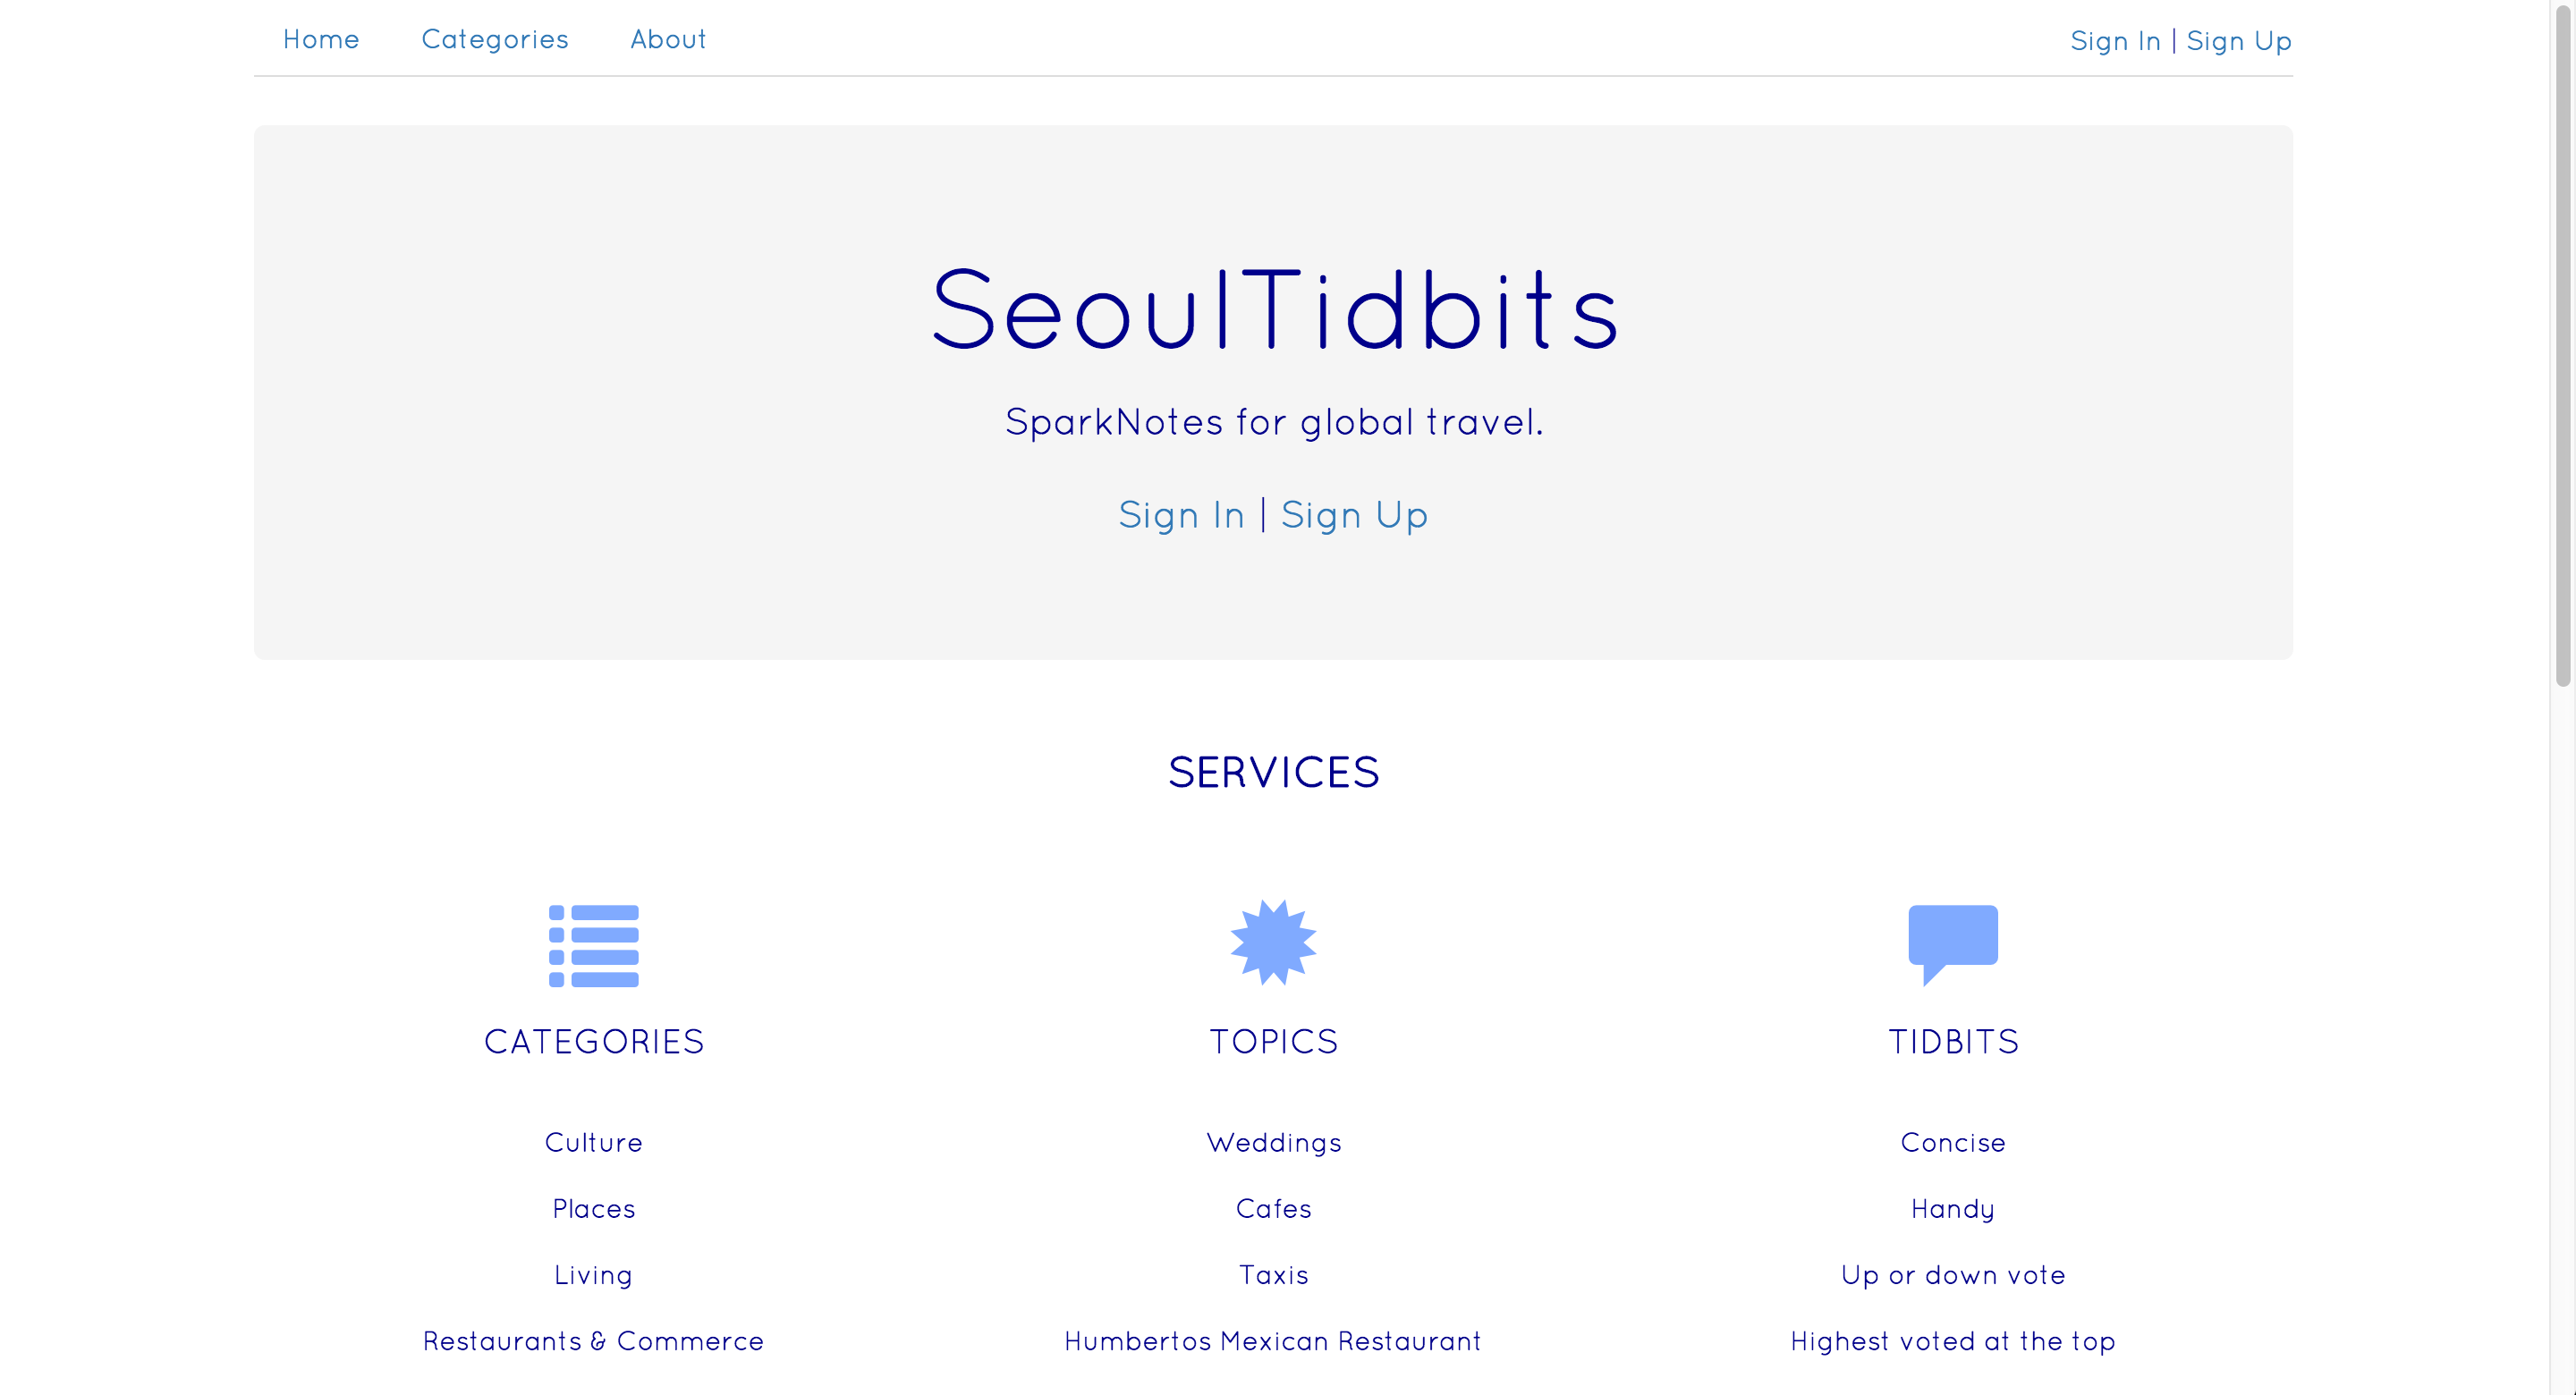 Home Categories About Sign In | Sign Up
SeoulTidbits
SparkNotes for global travel.
Sign In | Sign Up
SERVICES
CATEGORIES
Culture
Places
Living
Restaurants & Commerce
TOPICS
Weddings
Cafes
Taxis
Humbertos Mexican Restaurant
TIDBITS
Concise
Handy
Up or down vote
Highest voted at the top